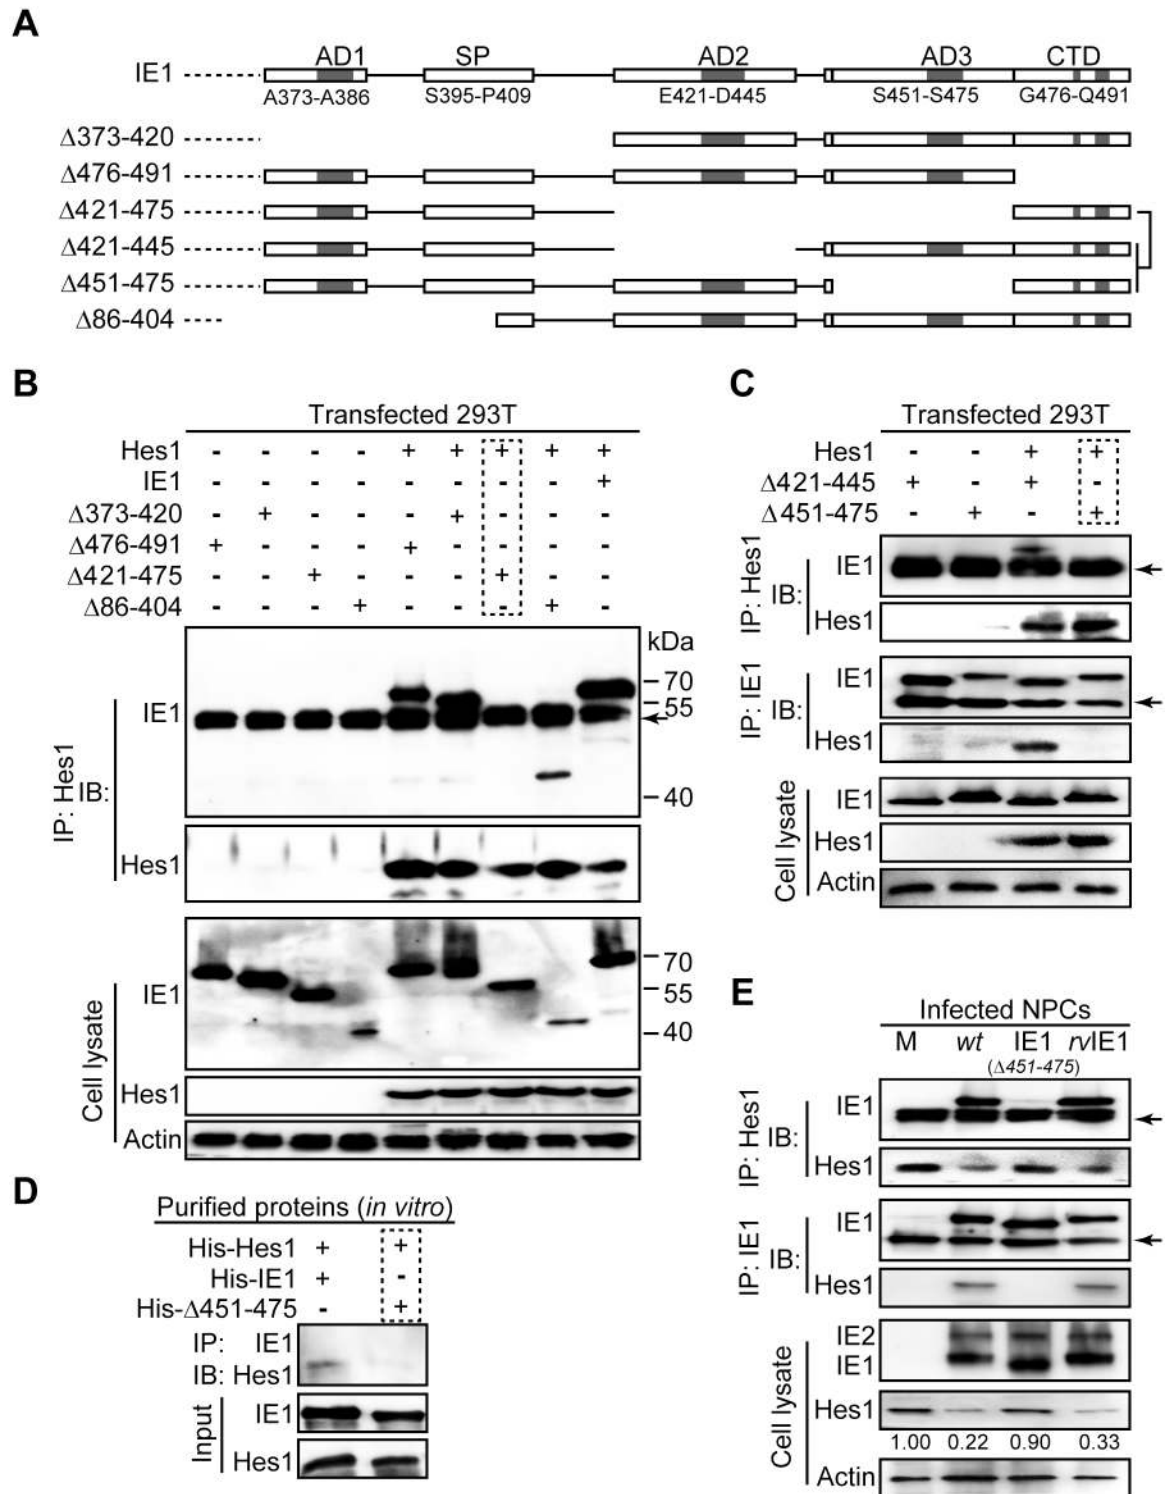 A
AD1 SP AD2 AD3 CTD
IE1
A373-A386 S395-P409 E421-D445 S451-S475 G476-Q491
Δ373-420
Δ476-491
Δ421-475
Δ421-445
Δ451-475
Δ86-404
B
Transfected 293T
Hes1 - - - - + + + + +
IE1 - - - - - - - - +
Δ373-420 - + - - - + - - -
Δ476-491 + - - - + - - - -
Δ421-475 - - + - - - + - -
Δ86-404 - - - + - - - + -
kDa
IP: Hes1
IB:
IE1
70
55
40
Hes1
Cell lysate
IE1
70
55
40
Hes1
Actin
C
Transfected 293T
Hes1 - - + +
Δ421-445 + - + -
Δ451-475 - + - +
IP: Hes1
IB:
IE1
Hes1
IP: IE1
IB:
IE1
Hes1
Cell lysate
IE1
Hes1
Actin
D
Purified proteins (in vitro)
His-Hes1 + +
His-IE1 + -
His-Δ451-475 - +
IP: IE1
IB: Hes1
Input
IE1
Hes1
E
Infected NPCs
M wt IE1 rvIE1
(Δ451-475)
IP: Hes1
IB:
IE1
Hes1
IP: IE1
IB:
IE1
Hes1
Cell lysate
IE2
IE1
Hes1
1.00 0.22 0.90 0.33
Actin